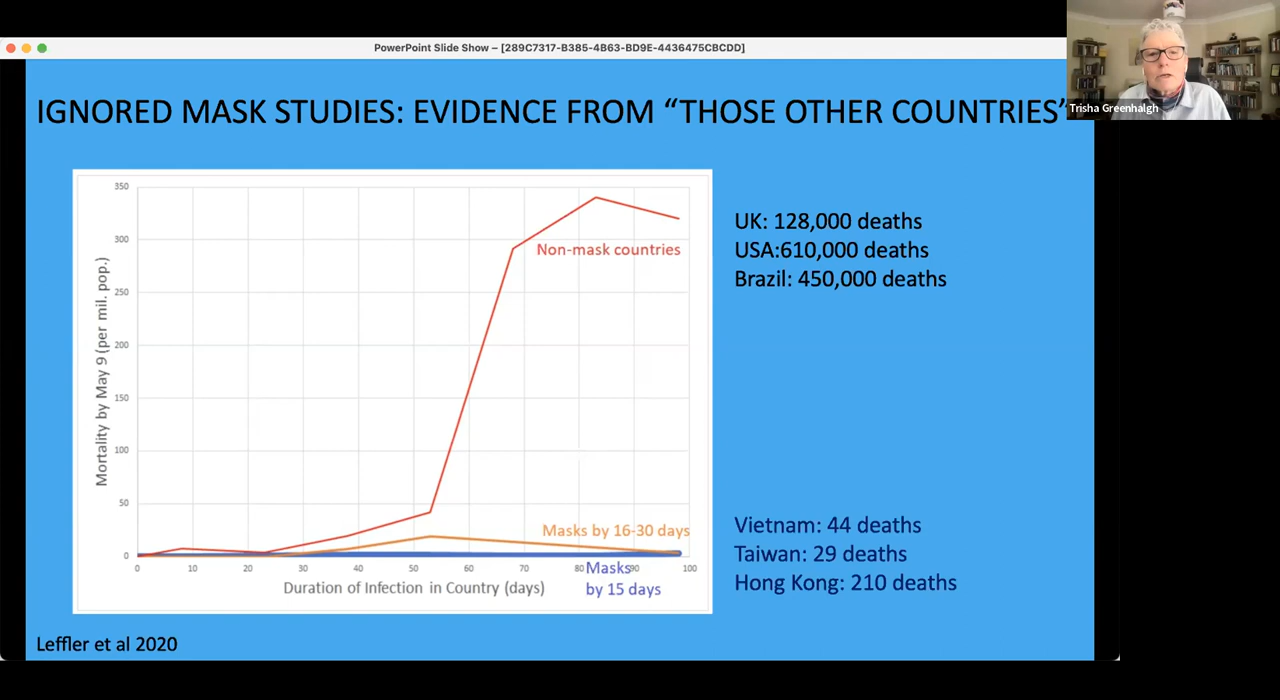 PowerPoint Slide Show – [289C7317-B385-4B63-BD9E-4436475CBCDD]
Trisha Greenhalgh
IGNORED MASK STUDIES: EVIDENCE FROM “THOSE OTHER COUNTRIES”
350
300
250
200
150
100
50
0
Mortality by May 9 (per mil. pop.)
Non-mask countries
Masks by 16-30 days
Masks
by 15 days
0 10 20 30 40 50 60 70 80 90 100
Duration of Infection in Country (days)
UK: 128,000 deaths
USA:610,000 deaths
Brazil: 450,000 deaths
Vietnam: 44 deaths
Taiwan: 29 deaths
Hong Kong: 210 deaths
Leffler et al 2020